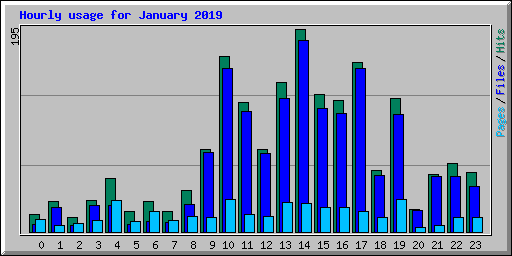 Hourly usage for January 2019
195
Pages / Files / Hits
0 1 2 3 4 5 6 7 8 9 10 11 12 13 14 15 16 17 18 19 20 21 22 23